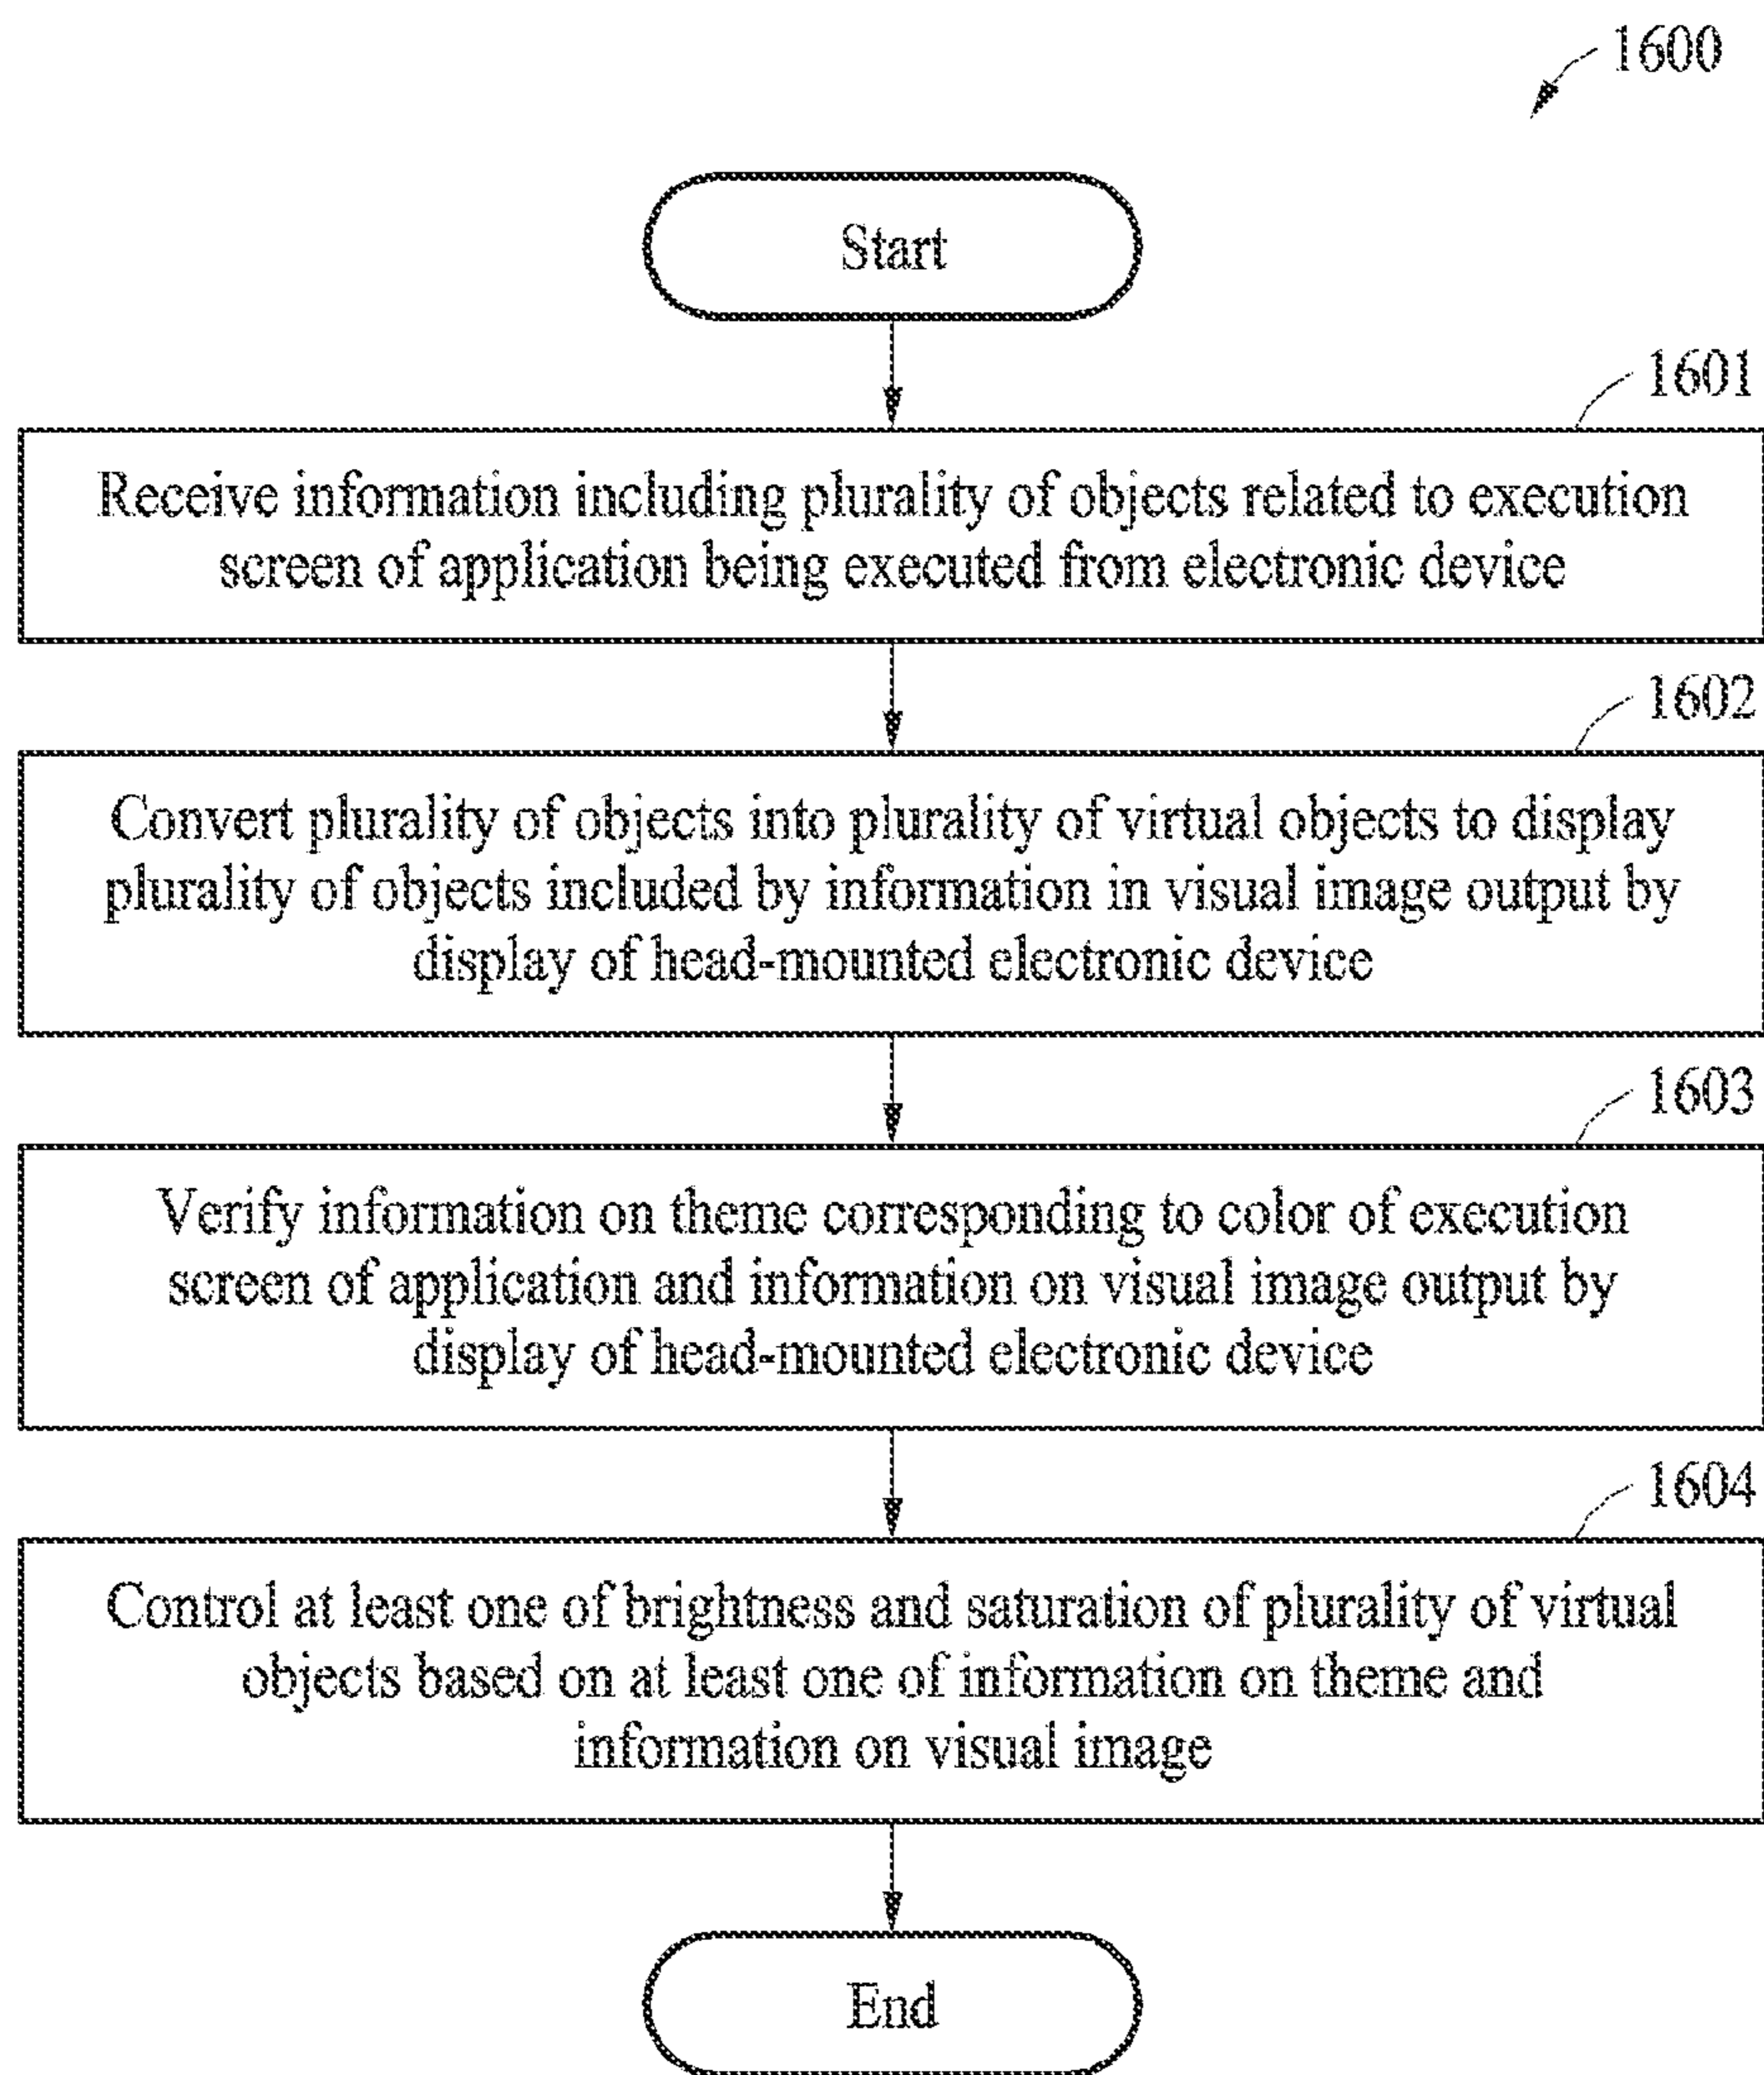 1600
Start
1601
Receive information including plurality of objects related to execution
screen of application being executed from electronic device
1602
Convert plurality of objects into plurality of virtual objects to display
plurality of objects included by information in visual image output by
display of head-mounted electronic device
1603
Verify information on theme corresponding to color of execution
screen of application and information on visual image output by
display of head-mounted electronic device
1604
Control at least one of brightness and saturation of plurality of virtual
objects based on at least one of information on theme and
information on visual image
End